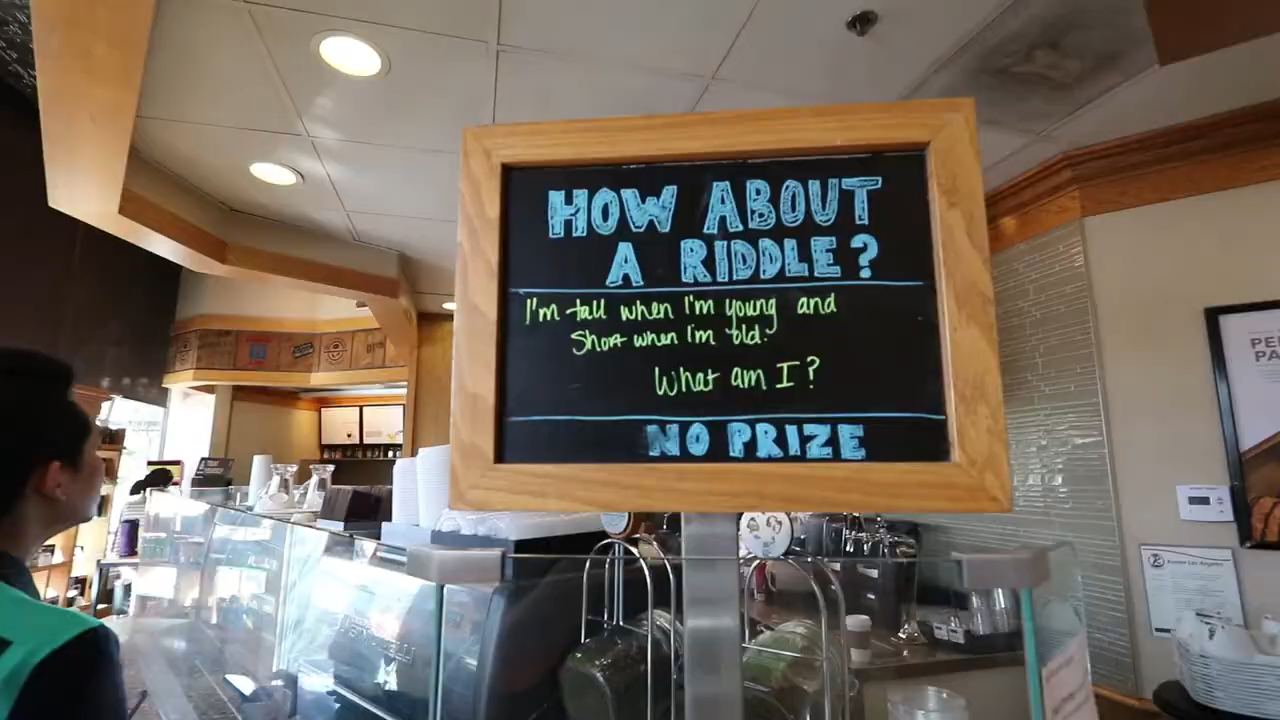 HOW ABOUT
A RIDDLE?
I'm tall when I'm young and
Short when I'm old.
What am I?
NO PRIZE